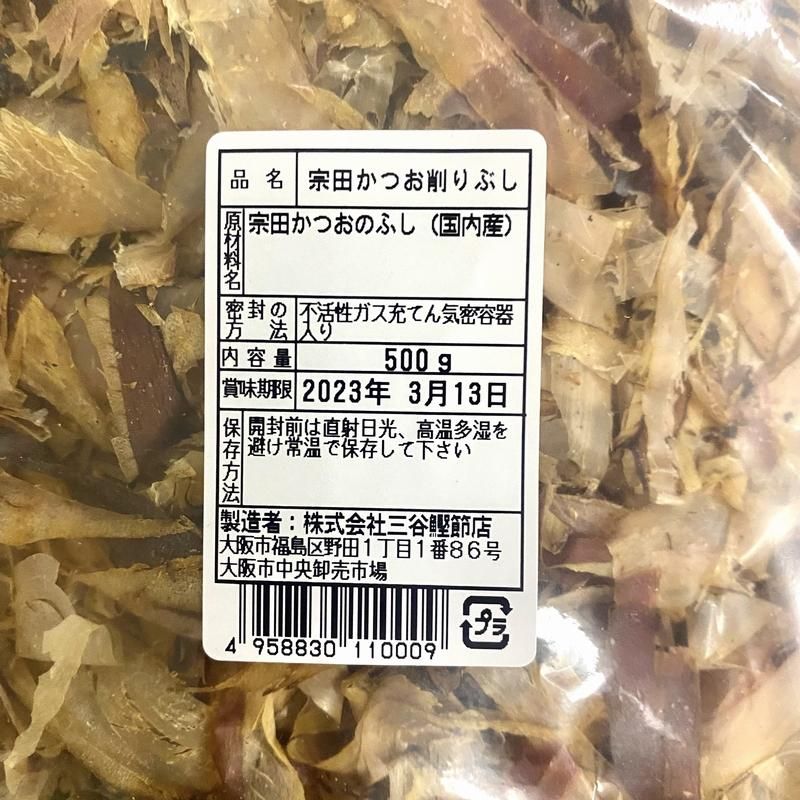 品名 宗田かつお削りぶし
原材料名 宗田かつおのふし（国内産）
密封の方法 不活性ガス充てん気密容器
入り
内容量 500g
賞味期限 2023年 3月13日
保存方法 開封前は直射日光、高温多湿を
避け常温で保存して下さい
製造者：株式会社三谷鰹節店
大阪市福島区野田1丁目1番86号
大阪市中央卸売市場
4 958830 110009
プラ